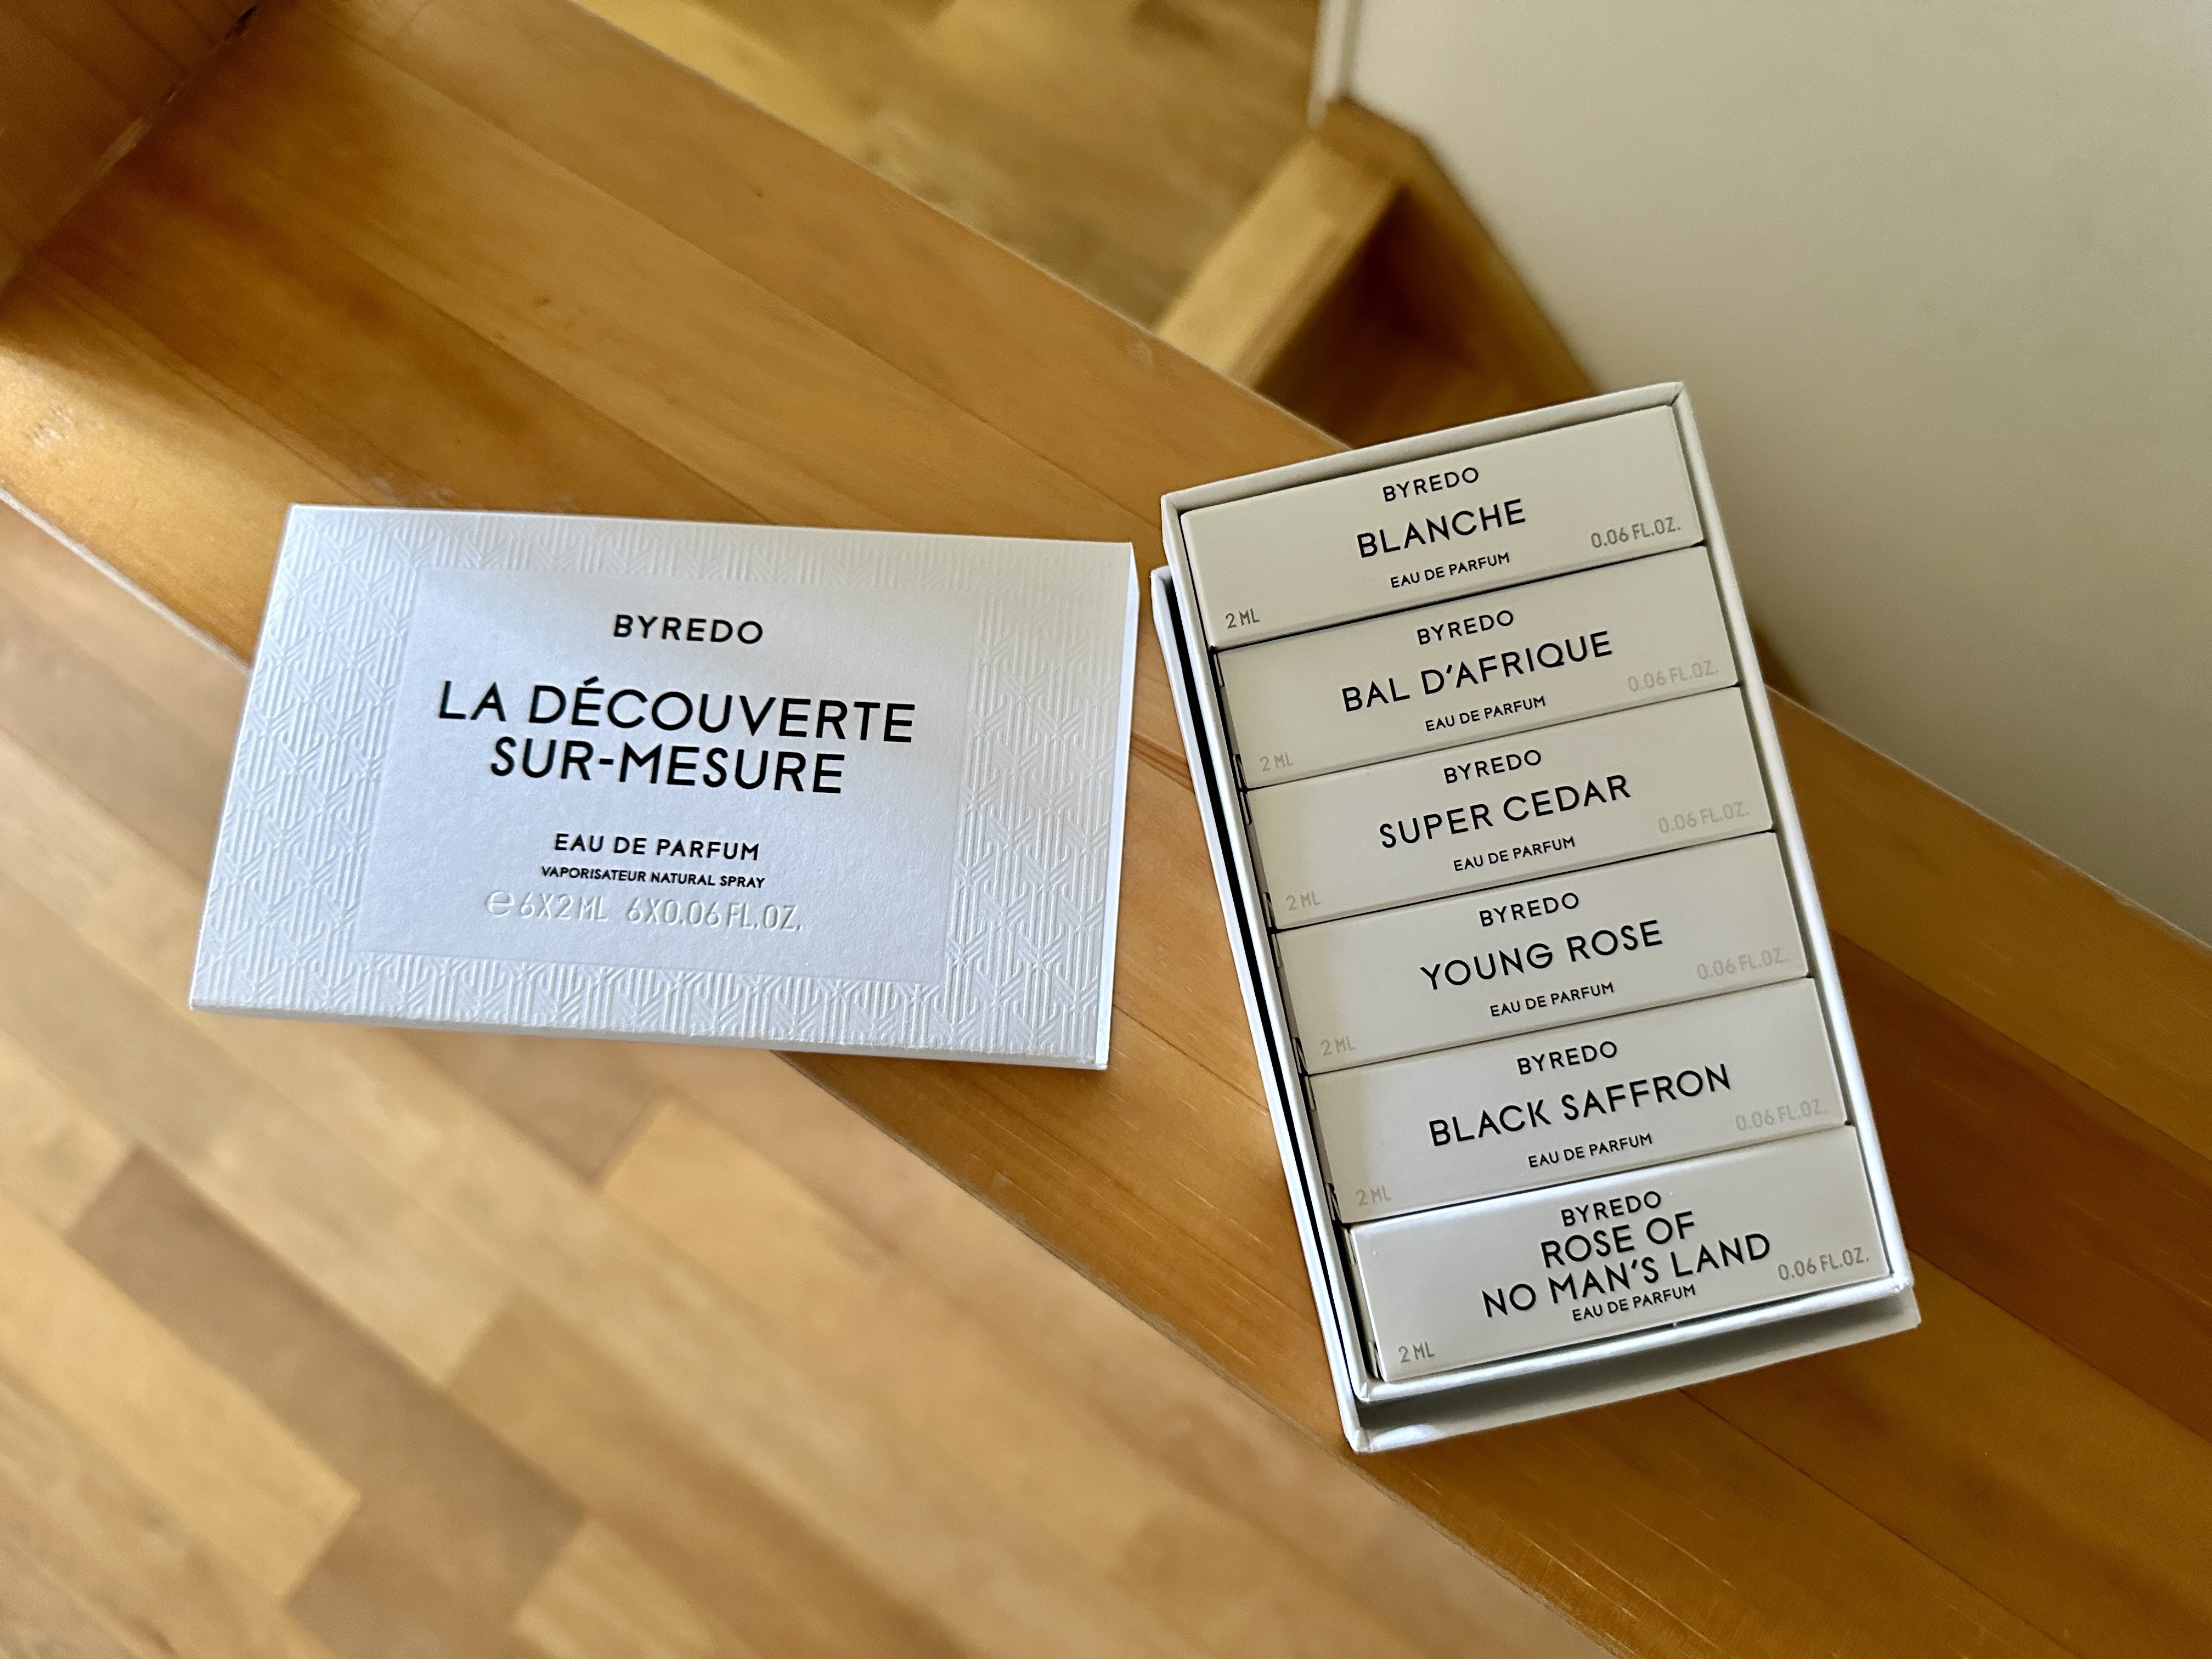 BYREDO
LA DÉCOUVERTE
SUR-MESURE
EAU DE PARFUM
VAPORISATEUR NATURAL SPRAY
℮ 6X2 ML 6X0.06 FL.OZ.
BYREDO
BLANCHE
EAU DE PARFUM
2 ML
0.06 FL.OZ.
BYREDO
BAL D'AFRIQUE
EAU DE PARFUM
2 ML
0.06 FL.OZ.
BYREDO
SUPER CEDAR
EAU DE PARFUM
2 ML
0.06 FL.OZ.
BYREDO
YOUNG ROSE
EAU DE PARFUM
2 ML
0.06 FL.OZ.
BYREDO
BLACK SAFFRON
EAU DE PARFUM
2 ML
0.06 FL.OZ.
BYREDO
ROSE OF
NO MAN'S LAND
EAU DE PARFUM
2 ML
0.06 FL.OZ.